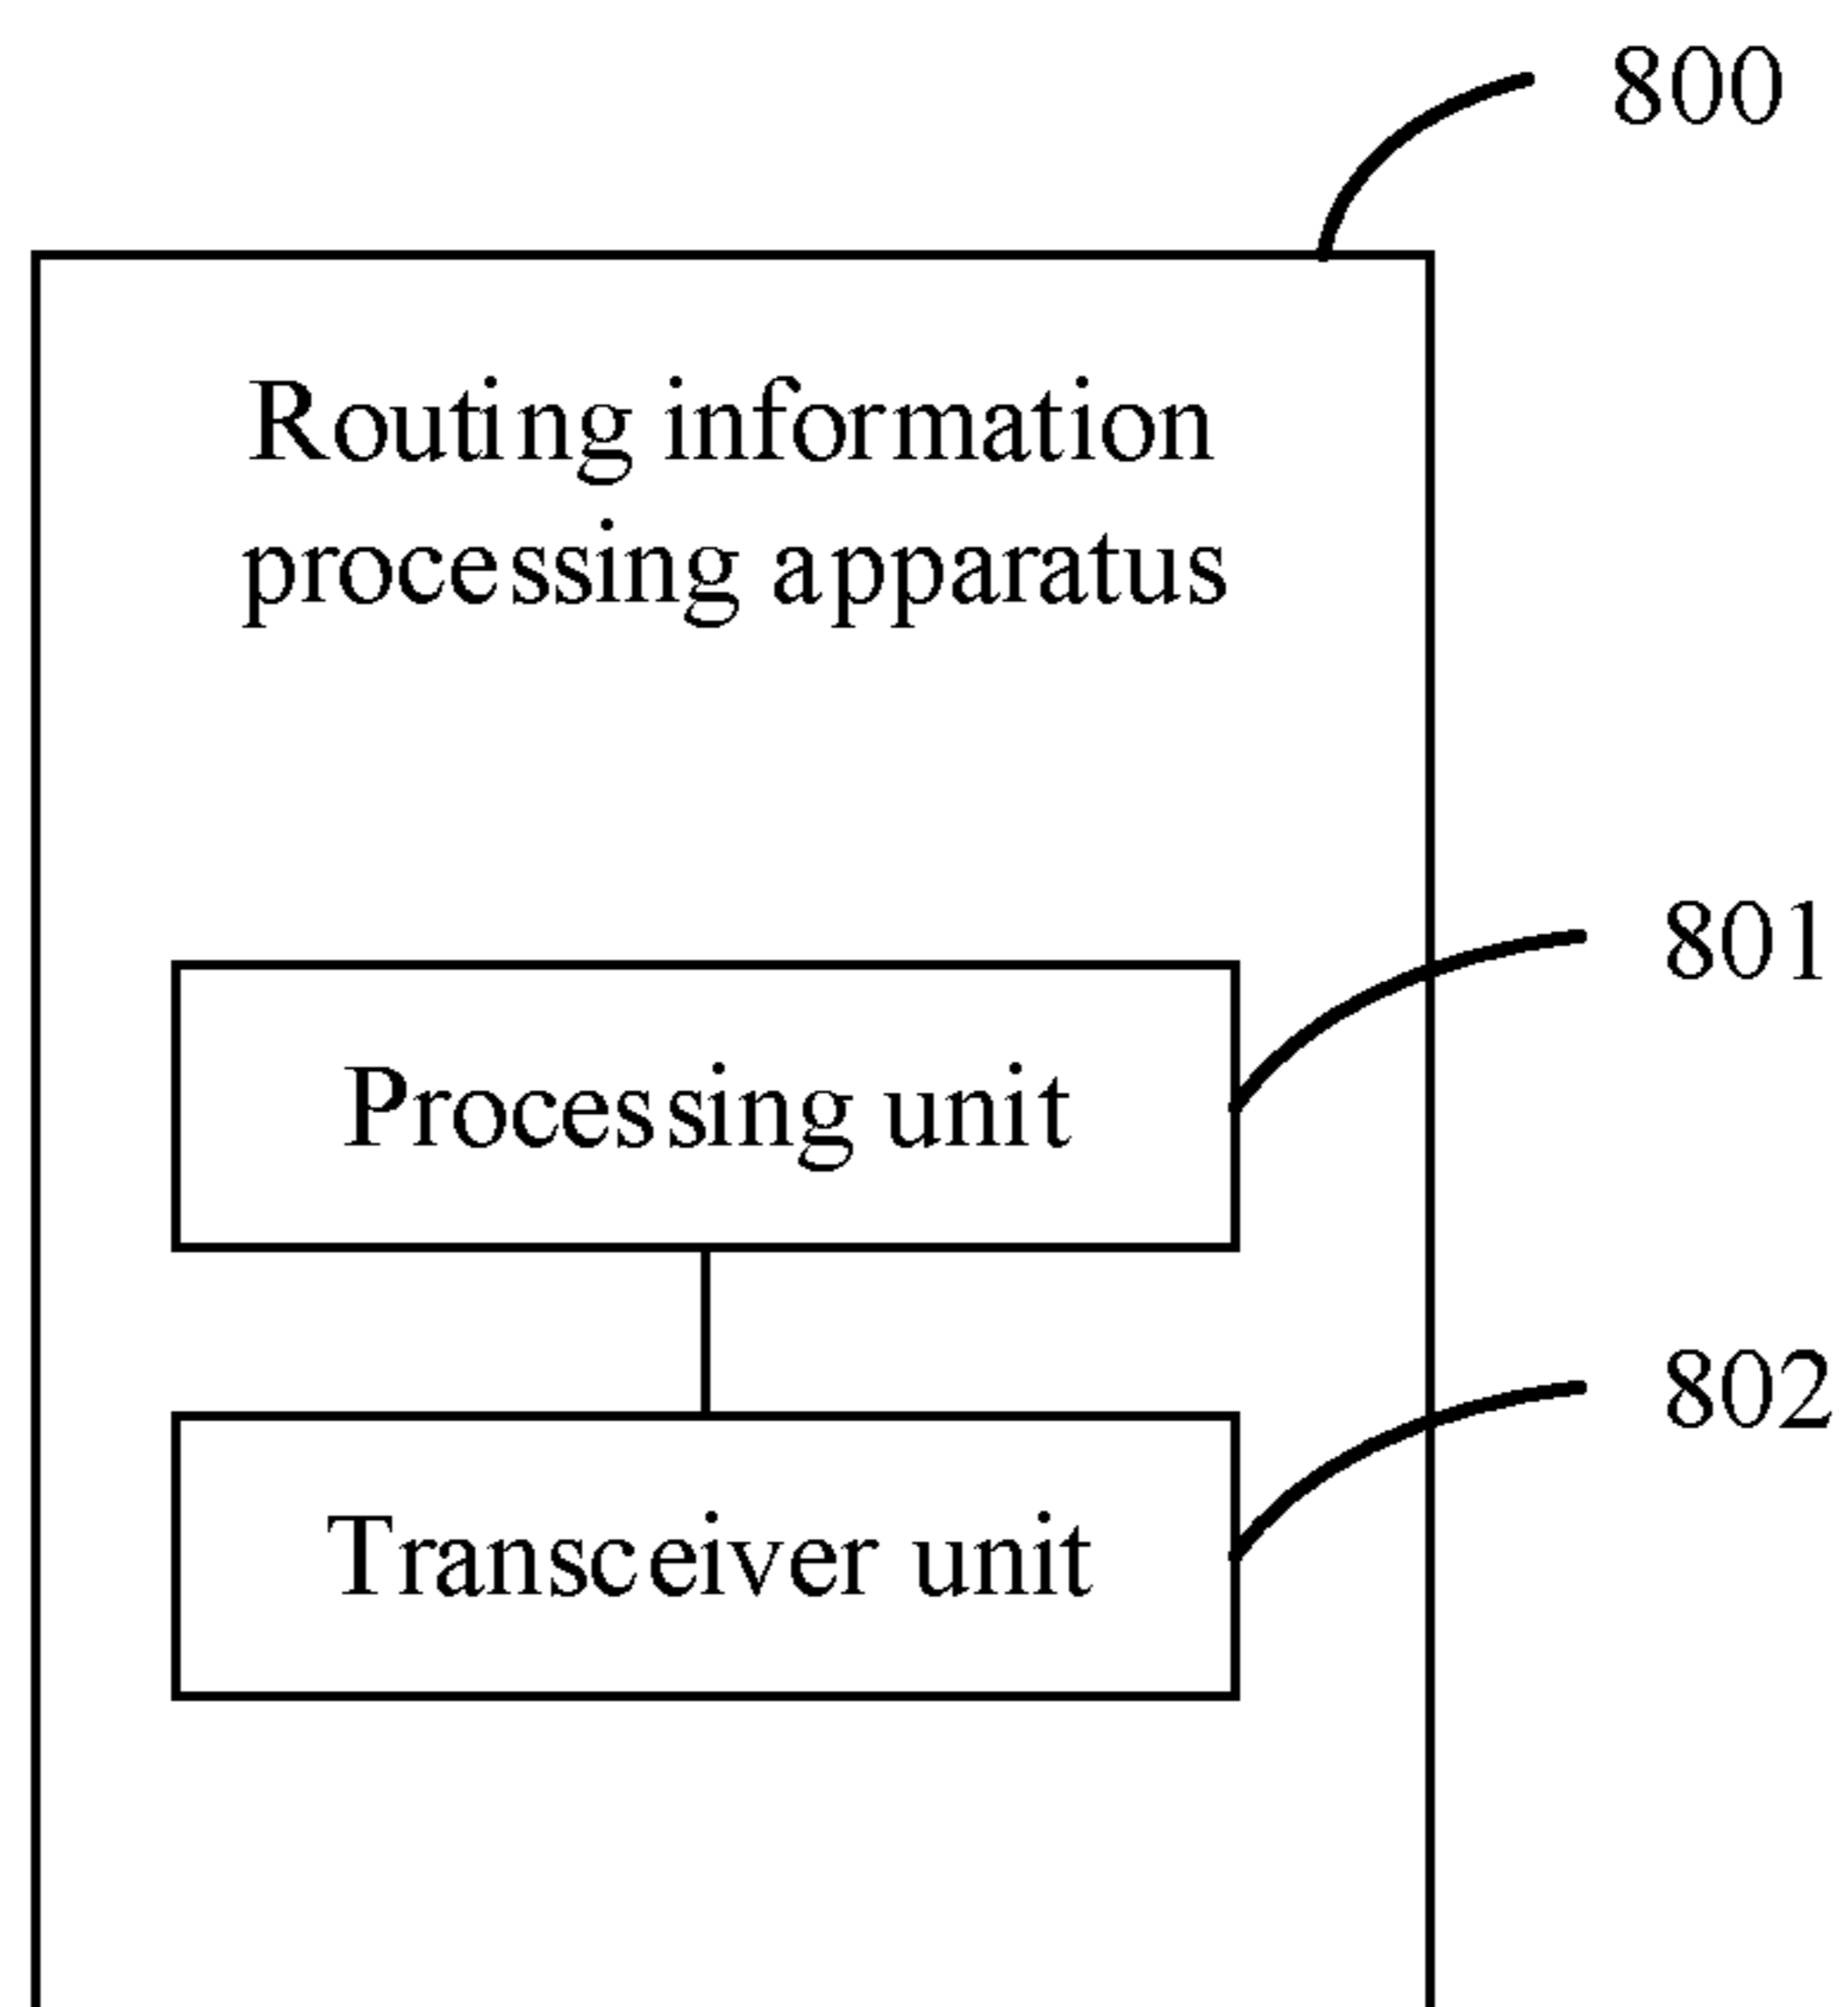 800
Routing information
processing apparatus
801
Processing unit
802
Transceiver unit